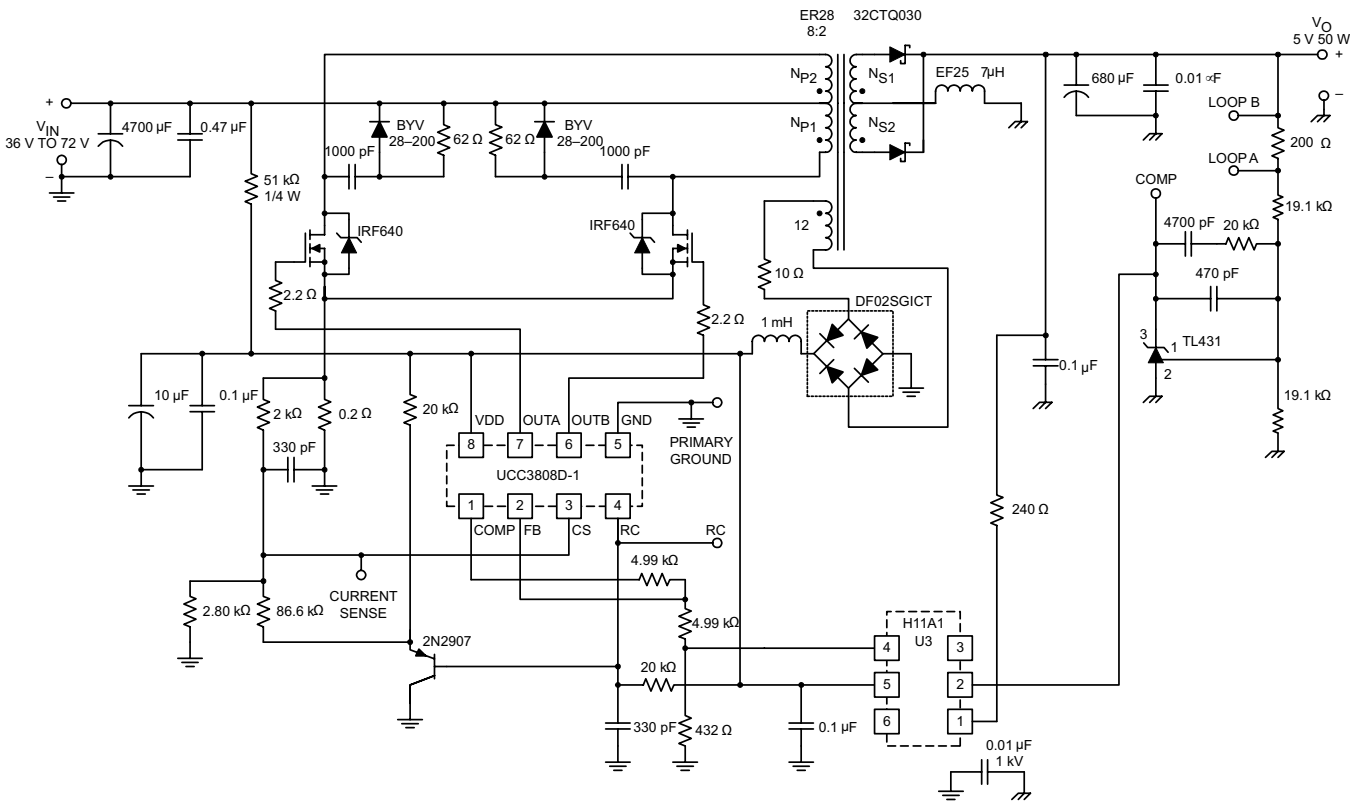 ER28
8:2
32CTQ030
VO
5 V 50 W
+
–
NP2
NS1
EF25 7µH
680 µF
0.01 ∝F
LOOP B
200 Ω
LOOP A
+
VIN
36 V TO 72 V
–
4700 µF
0.47 µF
BYV
28–200
62 Ω
62 Ω
BYV
28–200
NP1
NS2
1000 pF
1000 pF
51 kΩ
1/4 W
COMP
19.1 kΩ
IRF640
IRF640
12
4700 pF
20 kΩ
10 Ω
470 pF
2.2 Ω
2.2 Ω
DF02SGICT
1 mH
3
1
TL431
2
0.1 µF
10 µF
0.1 µF
2 kΩ
0.2 Ω
20 kΩ
19.1 kΩ
VDD
OUTA
OUTB
GND
8
7
6
5
PRIMARY
GROUND
330 pF
UCC3808D-1
1
2
3
4
COMP
FB
CS
RC
RC
240 Ω
4.99 kΩ
CURRENT
SENSE
2.80 kΩ
86.6 kΩ
4.99 kΩ
H11A1
U3
2N2907
4
3
20 kΩ
5
2
6
1
330 pF
432 Ω
0.1 µF
0.01 µF
1 kV